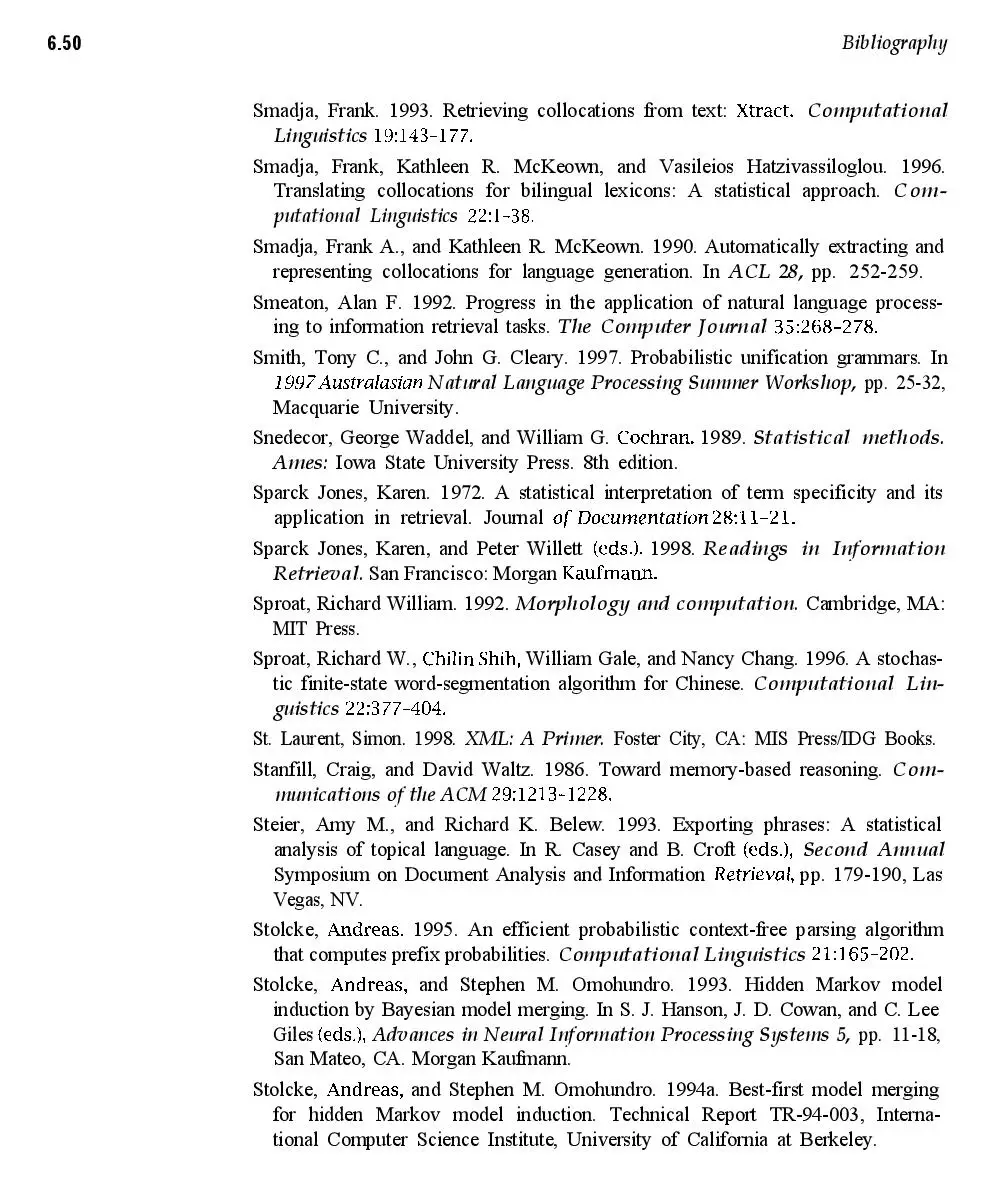 6.50 Bibliography
Smadja, Frank. 1993. Retrieving collocations from text: Xtract. Computational
Linguistics 19:143-177.
Smadja, Frank, Kathleen R. McKeown, and Vasileios Hatzivassiloglou. 1996.
Translating collocations for bilingual lexicons: A statistical approach. Com-
putational Linguistics 22:1-38.
Smadja, Frank A., and Kathleen R. McKeown. 1990. Automatically extracting and
representing collocations for language generation. In ACL 28, pp. 252-259.
Smeaton, Alan F. 1992. Progress in the application of natural language process-
ing to information retrieval tasks. The Computer Journal 35:268-278.
Smith, Tony C., and John G. Cleary. 1997. Probabilistic unification grammars. In
1997 Australasian Natural Language Processing Summer Workshop, pp. 25-32,
Macquarie University.
Snedecor, George Waddel, and William G. Cochran. 1989. Statistical methods.
Ames: Iowa State University Press. 8th edition.
Sparck Jones, Karen. 1972. A statistical interpretation of term specificity and its
application in retrieval. Journal of Documentation 28:11-21.
Sparck Jones, Karen, and Peter Willett (eds.). 1998. Readings in Information
Retrieval. San Francisco: Morgan Kaufmann.
Sproat, Richard William. 1992. Morphology and computation. Cambridge, MA:
MIT Press.
Sproat, Richard W., Chilin Shih, William Gale, and Nancy Chang. 1996. A stochas-
tic finite-state word-segmentation algorithm for Chinese. Computational Lin-
guistics 22:377-404.
St. Laurent, Simon. 1998. XML: A Primer. Foster City, CA: MIS Press/IDG Books.
Stanfill, Craig, and David Waltz. 1986. Toward memory-based reasoning. Com-
munications of the ACM 29:1213-1228.
Steier, Amy M., and Richard K. Belew. 1993. Exporting phrases: A statistical
analysis of topical language. In R. Casey and B. Croft (eds.), Second Annual
Symposium on Document Analysis and Information Retrieval, pp. 179-190, Las
Vegas, NV.
Stolcke, Andreas. 1995. An efficient probabilistic context-free parsing algorithm
that computes prefix probabilities. Computational Linguistics 21:165-202.
Stolcke, Andreas, and Stephen M. Omohundro. 1993. Hidden Markov model
induction by Bayesian model merging. In S. J. Hanson, J. D. Cowan, and C. Lee
Giles (eds.), Advances in Neural Information Processing Systems 5, pp. 11-18,
San Mateo, CA. Morgan Kaufmann.
Stolcke, Andreas, and Stephen M. Omohundro. 1994a. Best-first model merging
for hidden Markov model induction. Technical Report TR-94-003, Interna-
tional Computer Science Institute, University of California at Berkeley.